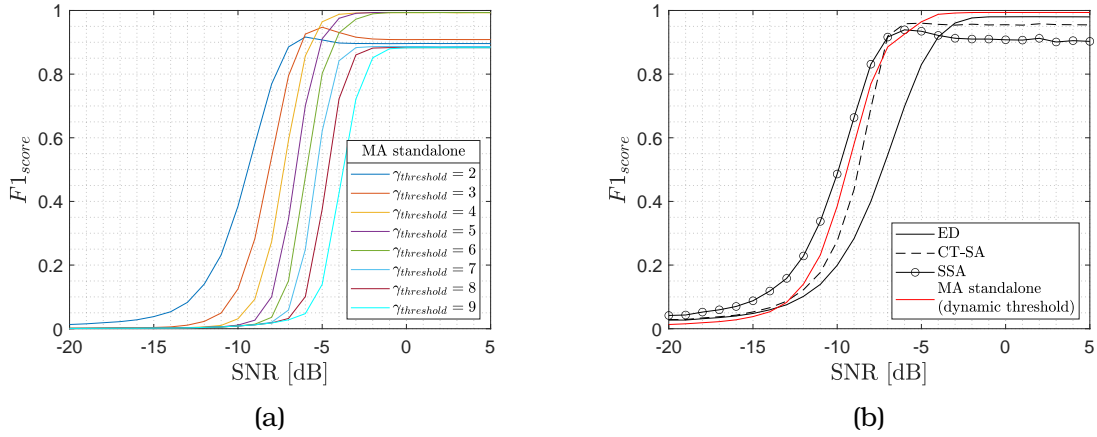 1
0.8
0.6
0.4
0.2
0
F1score
-20 -15 -10 -5 0 5
SNR [dB]
MA standalone
γthreshold = 2
γthreshold = 3
γthreshold = 4
γthreshold = 5
γthreshold = 6
γthreshold = 7
γthreshold = 8
γthreshold = 9
(a)
1
0.8
0.6
0.4
0.2
0
F1score
-20 -15 -10 -5 0 5
SNR [dB]
ED
CT-SA
SSA
MA standalone
(dynamic threshold)
(b)